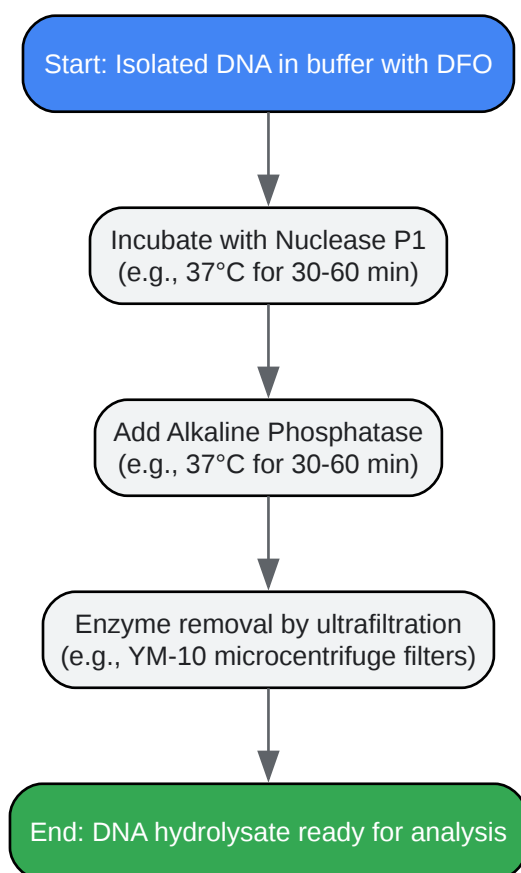 Start: Isolated DNA in buffer with DFO
Incubate with Nuclease P1
(e.g., 37°C for 30-60 min)
Add Alkaline Phosphatase
(e.g., 37°C for 30-60 min)
Enzyme removal by ultrafiltration
(e.g., YM-10 microcentrifuge filters)
End: DNA hydrolysate ready for analysis